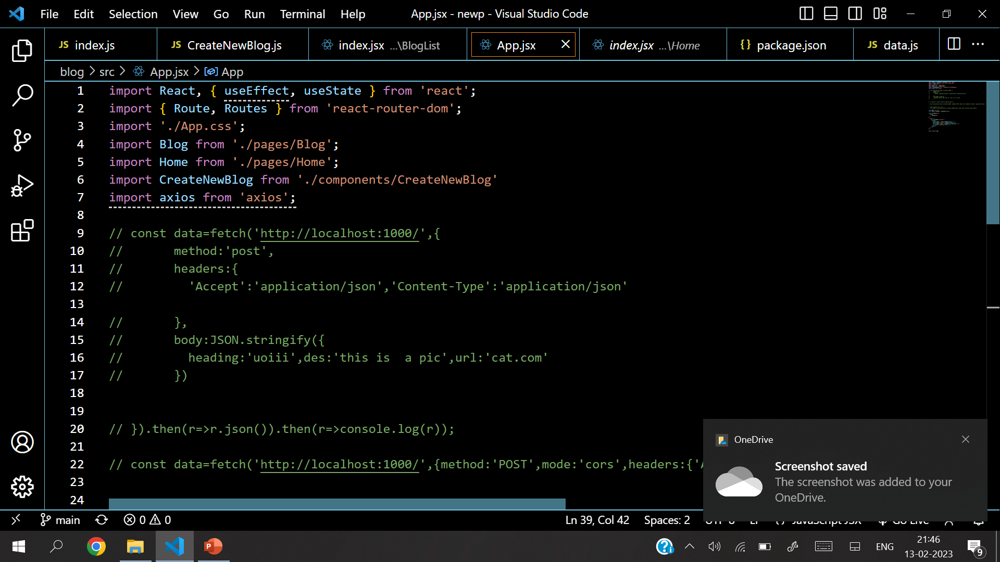 File Edit Selection View Go Run Terminal Help App.jsx - newp - Visual Studio Code
JS index.js JS CreateNewBlog.js index.jsx ...\BlogList App.jsx index.jsx ...\Home {} package.json JS data.js
blog > src > App.jsx > App
1 import React, { useEffect, useState } from 'react';
2 import { Route, Routes } from 'react-router-dom';
3 import './App.css';
4 import Blog from './pages/Blog';
5 import Home from './pages/Home';
6 import CreateNewBlog from './components/CreateNewBlog'
7 import axios from 'axios';
8
9 // const data=fetch('http://localhost:1000/',{
10 // method:'post',
11 // headers:{
12 // 'Accept':'application/json','Content-Type':'application/json'
13
14 // },
15 // body:JSON.stringify({
16 // heading:'uoiii',des:'this is  a pic',url:'cat.com'
17 // })
18
19
20 // }).then(r=>r.json()).then(r=>console.log(r));
21
22 // const data=fetch('http://localhost:1000/',{method:'POST',mode:'cors',headers:{'
23
24
OneDrive
Screenshot saved
The screenshot was added to your
OneDrive.
main 0 0 Ln 39, Col 42 Spaces: 2 JavaScript JSX Go Live
P ENG 21:46
13-02-2023
9